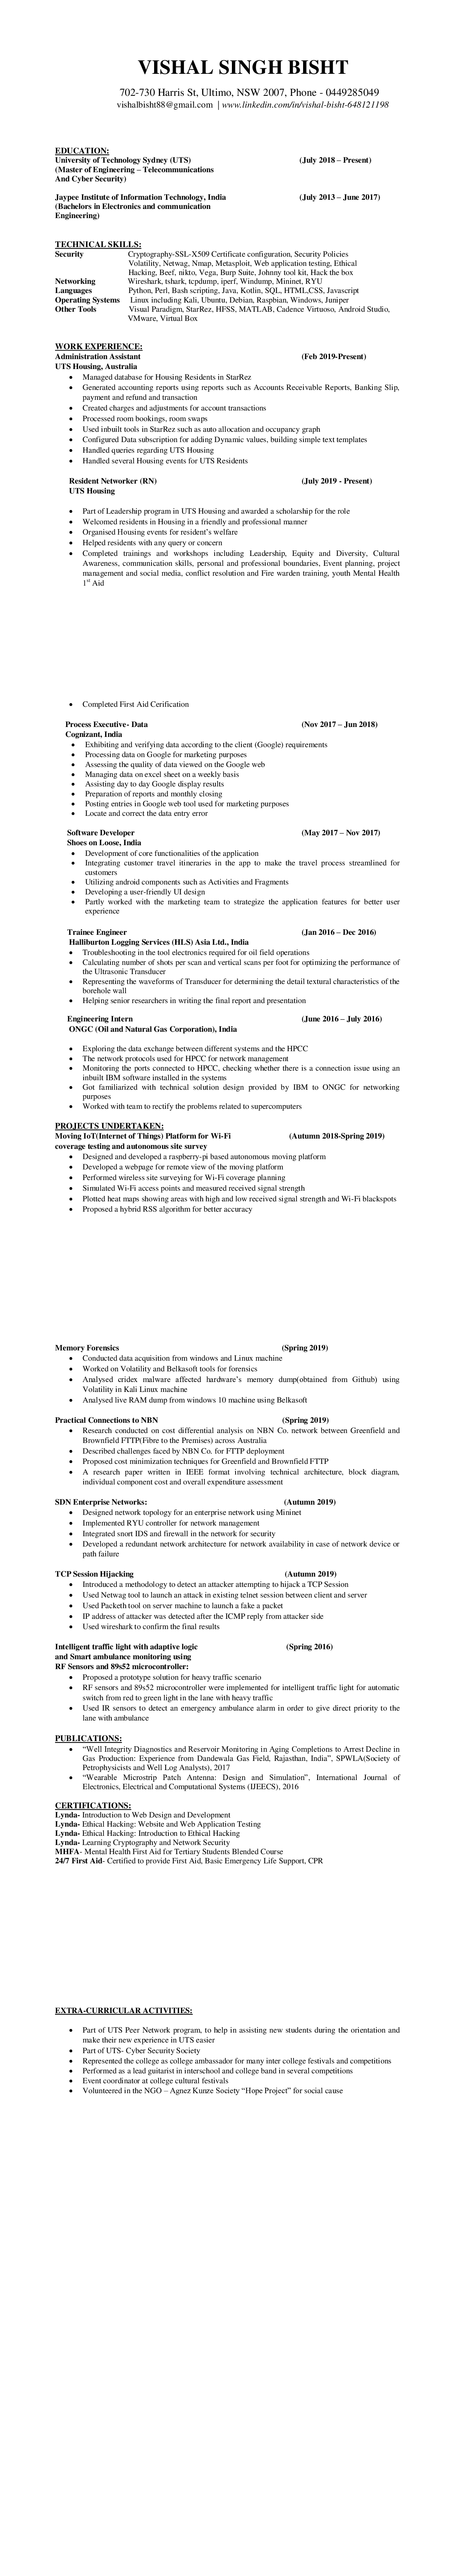 VISHAL SINGH BISHT
702-730 Harris St, Ultimo, NSW 2007, Phone - 0449285049
vishalbisht88@gmail.com | www.linkedin.com/in/vishal-bisht-648121198
EDUCATION:
University of Technology Sydney (UTS) (July 2018 – Present)
(Master of Engineering – Telecommunications
And Cyber Security)
Jaypee Institute of Information Technology, India (July 2013 – June 2017)
(Bachelors in Electronics and communication
Engineering)
TECHNICAL SKILLS:
Security Cryptography-SSL-X509 Certificate configuration, Security Policies
Volatility, Netwag, Nmap, Metasploit, Web application testing, Ethical
Hacking, Beef, nikto, Vega, Burp Suite, Johnny tool kit, Hack the box
Networking Wireshark, tshark, tcpdump, iperf, Windump, Mininet, RYU
Languages Python, Perl, Bash scripting, Java, Kotlin, SQL, HTML,CSS, Javascript
Operating Systems Linux including Kali, Ubuntu, Debian, Raspbian, Windows, Juniper
Other Tools Visual Paradigm, StarRez, HFSS, MATLAB, Cadence Virtuoso, Android Studio,
VMware, Virtual Box
WORK EXPERIENCE:
Administration Assistant (Feb 2019-Present)
UTS Housing, Australia
• Managed database for Housing Residents in StarRez
• Generated accounting reports using reports such as Accounts Receivable Reports, Banking Slip,
payment and refund and transaction
• Created charges and adjustments for account transactions
• Processed room bookings, room swaps
• Used inbuilt tools in StarRez such as auto allocation and occupancy graph
• Configured Data subscription for adding Dynamic values, building simple text templates
• Handled queries regarding UTS Housing
• Handled several Housing events for UTS Residents
Resident Networker (RN) (July 2019 - Present)
UTS Housing
• Part of Leadership program in UTS Housing and awarded a scholarship for the role
• Welcomed residents in Housing in a friendly and professional manner
• Organised Housing events for resident's welfare
• Helped residents with any query or concern
• Completed trainings and workshops including Leadership, Equity and Diversity, Cultural
Awareness, communication skills, personal and professional boundaries, Event planning, project
management and social media, conflict resolution and Fire warden training, youth Mental Health
1st Aid
• Completed First Aid Cerification
Process Executive- Data (Nov 2017 – Jun 2018)
Cognizant, India
• Exhibiting and verifying data according to the client (Google) requirements
• Processing data on Google for marketing purposes
• Assessing the quality of data viewed on the Google web
• Managing data on excel sheet on a weekly basis
• Assisting day to day Google display results
• Preparation of reports and monthly closing
• Posting entries in Google web tool used for marketing purposes
• Locate and correct the data entry error
Software Developer (May 2017 – Nov 2017)
Shoes on Loose, India
• Development of core functionalities of the application
• Integrating customer travel itineraries in the app to make the travel process streamlined for
customers
• Utilizing android components such as Activities and Fragments
• Developing a user-friendly UI design
• Partly worked with the marketing team to strategize the application features for better user
experience
Trainee Engineer (Jan 2016 – Dec 2016)
Halliburton Logging Services (HLS) Asia Ltd., India
• Troubleshooting in the tool electronics required for oil field operations
• Calculating number of shots per scan and vertical scans per foot for optimizing the performance of
the Ultrasonic Transducer
• Representing the waveforms of Transducer for determining the detail textural characteristics of the
borehole wall
• Helping senior researchers in writing the final report and presentation
Engineering Intern (June 2016 – July 2016)
ONGC (Oil and Natural Gas Corporation), India
• Exploring the data exchange between different systems and the HPCC
• The network protocols used for HPCC for network management
• Monitoring the ports connected to HPCC, checking whether there is a connection issue using an
inbuilt IBM software installed in the systems
• Got familiarized with technical solution design provided by IBM to ONGC for networking
purposes
• Worked with team to rectify the problems related to supercomputers
PROJECTS UNDERTAKEN:
Moving IoT(Internet of Things) Platform for Wi-Fi (Autumn 2018-Spring 2019)
coverage testing and autonomous site survey
• Designed and developed a raspberry-pi based autonomous moving platform
• Developed a webpage for remote view of the moving platform
• Performed wireless site surveying for Wi-Fi coverage planning
• Simulated Wi-Fi access points and measured received signal strength
• Plotted heat maps showing areas with high and low received signal strength and Wi-Fi blackspots
• Proposed a hybrid RSS algorithm for better accuracy
Memory Forensics (Spring 2019)
• Conducted data acquisition from windows and Linux machine
• Worked on Volatility and Belkasoft tools for forensics
• Analysed cridex malware affected hardware's memory dump(obtained from Github) using
Volatility in Kali Linux machine
• Analysed live RAM dump from windows 10 machine using Belkasoft
Practical Connections to NBN (Spring 2019)
• Research conducted on cost differential analysis on NBN Co. network between Greenfield and
Brownfield FTTP(Fibre to the Premises) across Australia
• Described challenges faced by NBN Co. for FTTP deployment
• Proposed cost minimization techniques for Greenfield and Brownfield FTTP
• A research paper written in IEEE format involving technical architecture, block diagram,
individual component cost and overall expenditure assessment
SDN Enterprise Networks: (Autumn 2019)
• Designed network topology for an enterprise network using Mininet
• Implemented RYU controller for network management
• Integrated snort IDS and firewall in the network for security
• Developed a redundant network architecture for network availability in case of network device or
path failure
TCP Session Hijacking (Autumn 2019)
• Introduced a methodology to detect an attacker attempting to hijack a TCP Session
• Used Netwag tool to launch an attack in existing telnet session between client and server
• Used Packeth tool on server machine to launch a fake a packet
• IP address of attacker was detected after the ICMP reply from attacker side
• Used wireshark to confirm the final results
Intelligent traffic light with adaptive logic (Spring 2016)
and Smart ambulance monitoring using
RF Sensors and 89s52 microcontroller:
• Proposed a prototype solution for heavy traffic scenario
• RF sensors and 89s52 microcontroller were implemented for intelligent traffic light for automatic
switch from red to green light in the lane with heavy traffic
• Used IR sensors to detect an emergency ambulance alarm in order to give direct priority to the
lane with ambulance
PUBLICATIONS:
• “Well Integrity Diagnostics and Reservoir Monitoring in Aging Completions to Arrest Decline in
Gas Production: Experience from Dandewala Gas Field, Rajasthan, India”, SPWLA(Society of
Petrophysicists and Well Log Analysts), 2017
• “Wearable Microstrip Patch Antenna: Design and Simulation”, International Journal of
Electronics, Electrical and Computational Systems (IJEECS), 2016
CERTIFICATIONS:
Lynda- Introduction to Web Design and Development
Lynda- Ethical Hacking: Website and Web Application Testing
Lynda- Ethical Hacking: Introduction to Ethical Hacking
Lynda- Learning Cryptography and Network Security
MHFA- Mental Health First Aid for Tertiary Students Blended Course
24/7 First Aid- Certified to provide First Aid, Basic Emergency Life Support, CPR
EXTRA-CURRICULAR ACTIVITIES:
• Part of UTS Peer Network program, to help in assisting new students during the orientation and
make their new experience in UTS easier
• Part of UTS- Cyber Security Society
• Represented the college as college ambassador for many inter college festivals and competitions
• Performed as a lead guitarist in interschool and college band in several competitions
• Event coordinator at college cultural festivals
• Volunteered in the NGO – Agnez Kunze Society “Hope Project” for social cause